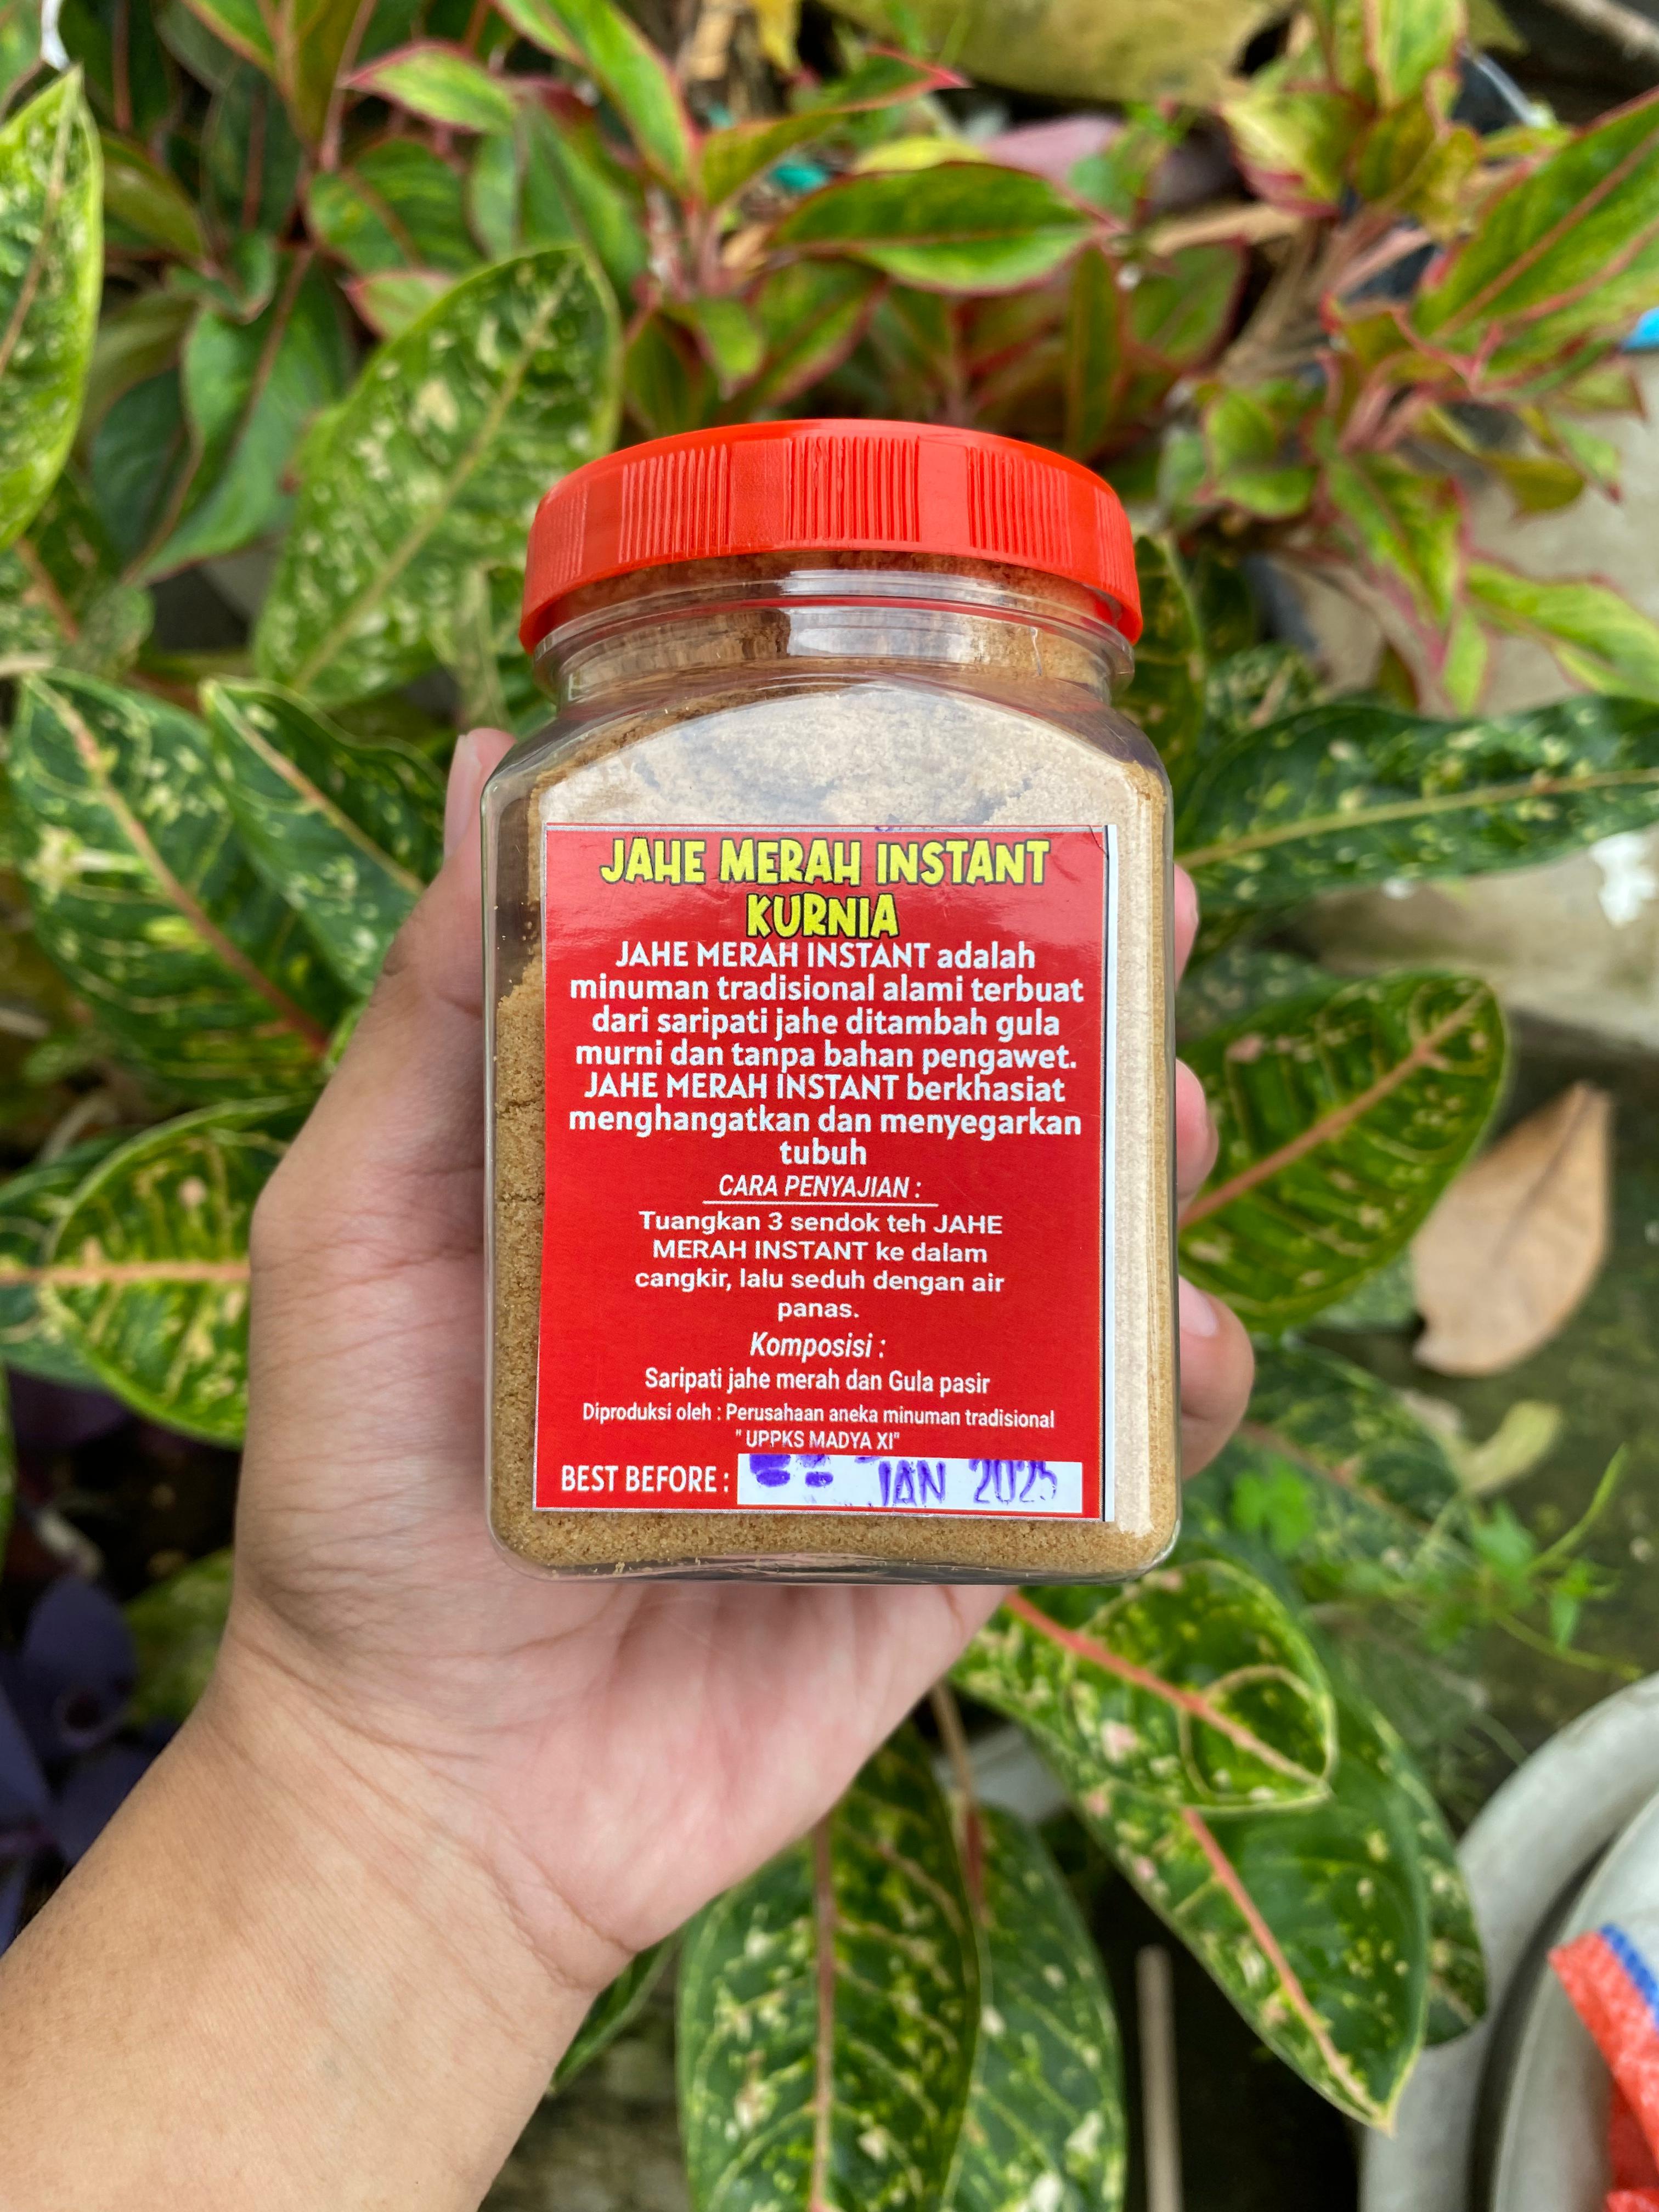 JAHE MERAH INSTANT
KURNIA
JAHE MERAH INSTANT adalah
minuman tradisional alami terbuat
dari saripati jahe ditambah gula
murni dan tanpa bahan pengawet.
JAHE MERAH INSTANT berkhasiat
menghangatkan dan menyegarkan
tubuh
CARA PENYAJIAN :
Tuangkan 3 sendok teh JAHE
MERAH INSTANT ke dalam
cangkir, lalu seduh dengan air
panas.
Komposisi :
Saripati jahe merah dan Gula pasir
Diproduksi oleh : Perusahaan aneka minuman tradisional
" UPPKS MADYA XI"
BEST BEFORE : JAN 2025